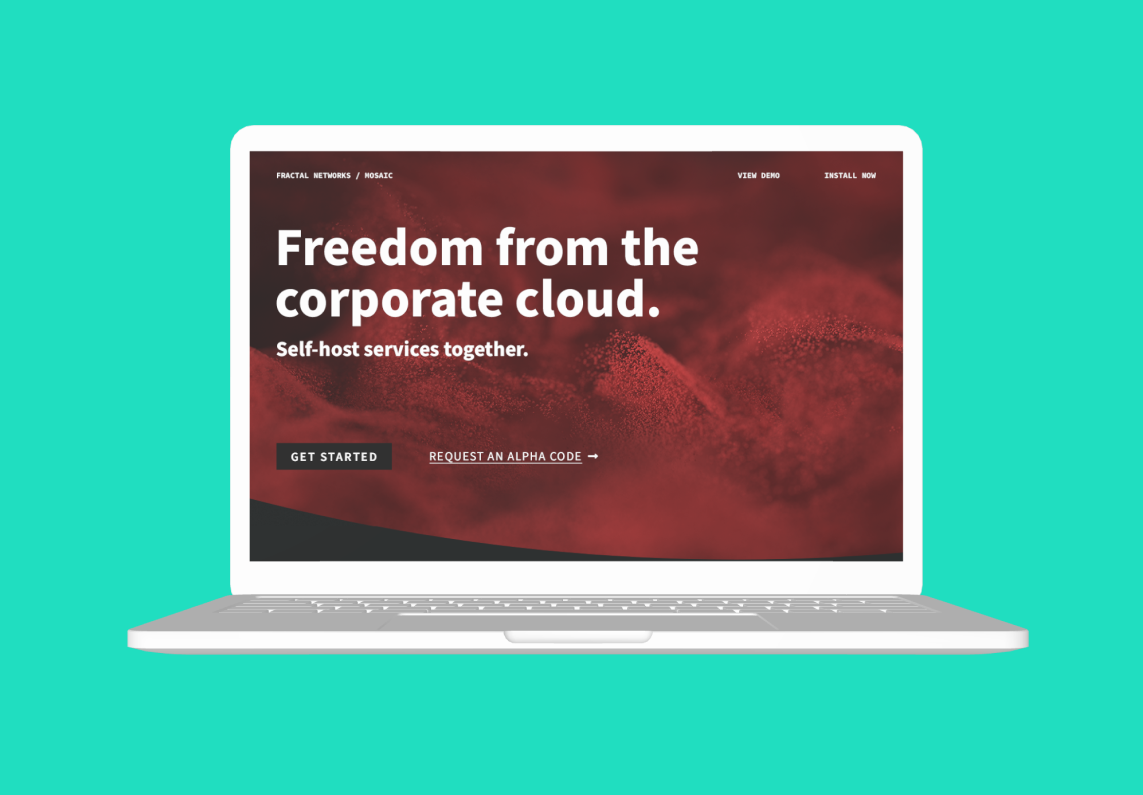 FRACTAL NETWORKS / MOSAIC
VIEW DEMO
INSTALL NOW
Freedom from the
corporate cloud.
Self-host services together.
GET STARTED
REQUEST AN ALPHA CODE →